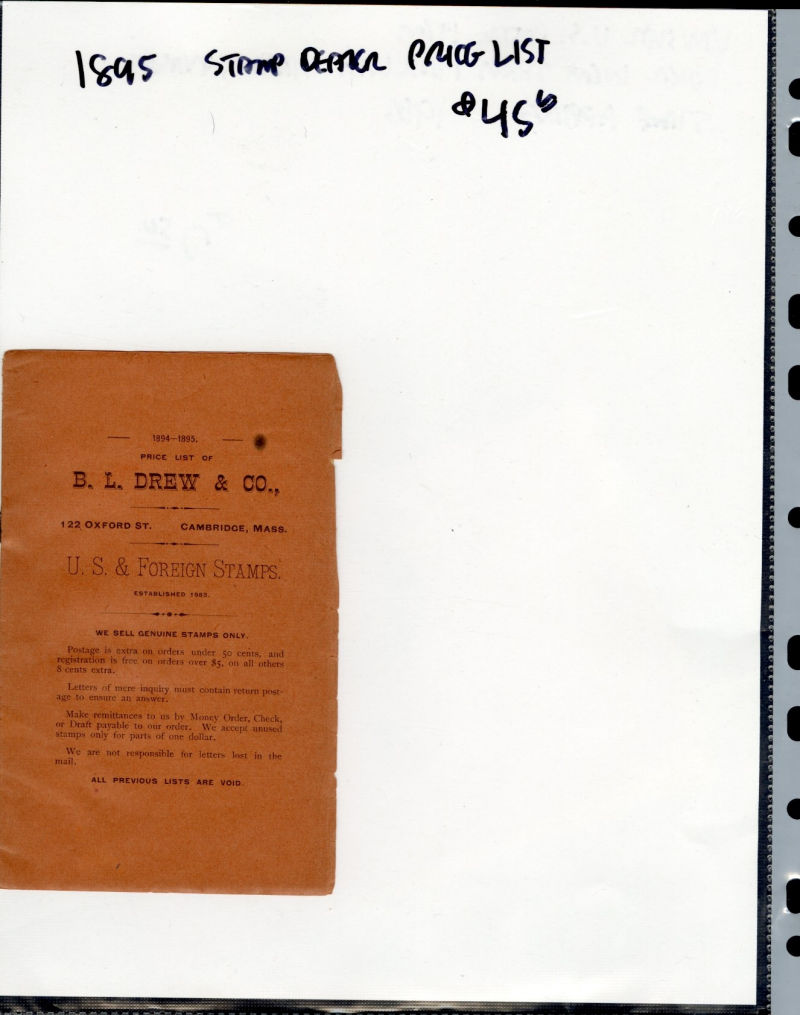 1895 STAMP DEALER PRICE LIST
$45
1894—1895.
PRICE LIST OF
B. L. DREW & CO.,
122 OXFORD ST. CAMBRIDGE, MASS.
U. S. & FOREIGN STAMPS.
ESTABLISHED 1883.
WE SELL GENUINE STAMPS ONLY.
Postage is extra on orders under 50 cents, and
registration is free on orders over $5, on all others
8 cents extra.
Letters of mere inquiry must contain return post-
age to ensure an answer.
Make remittances to us by Money Order, Check,
or Draft payable to our order. We accept unused
stamps only for parts of one dollar.
We are not responsible for letters lost in the
mail.
ALL PREVIOUS LISTS ARE VOID.